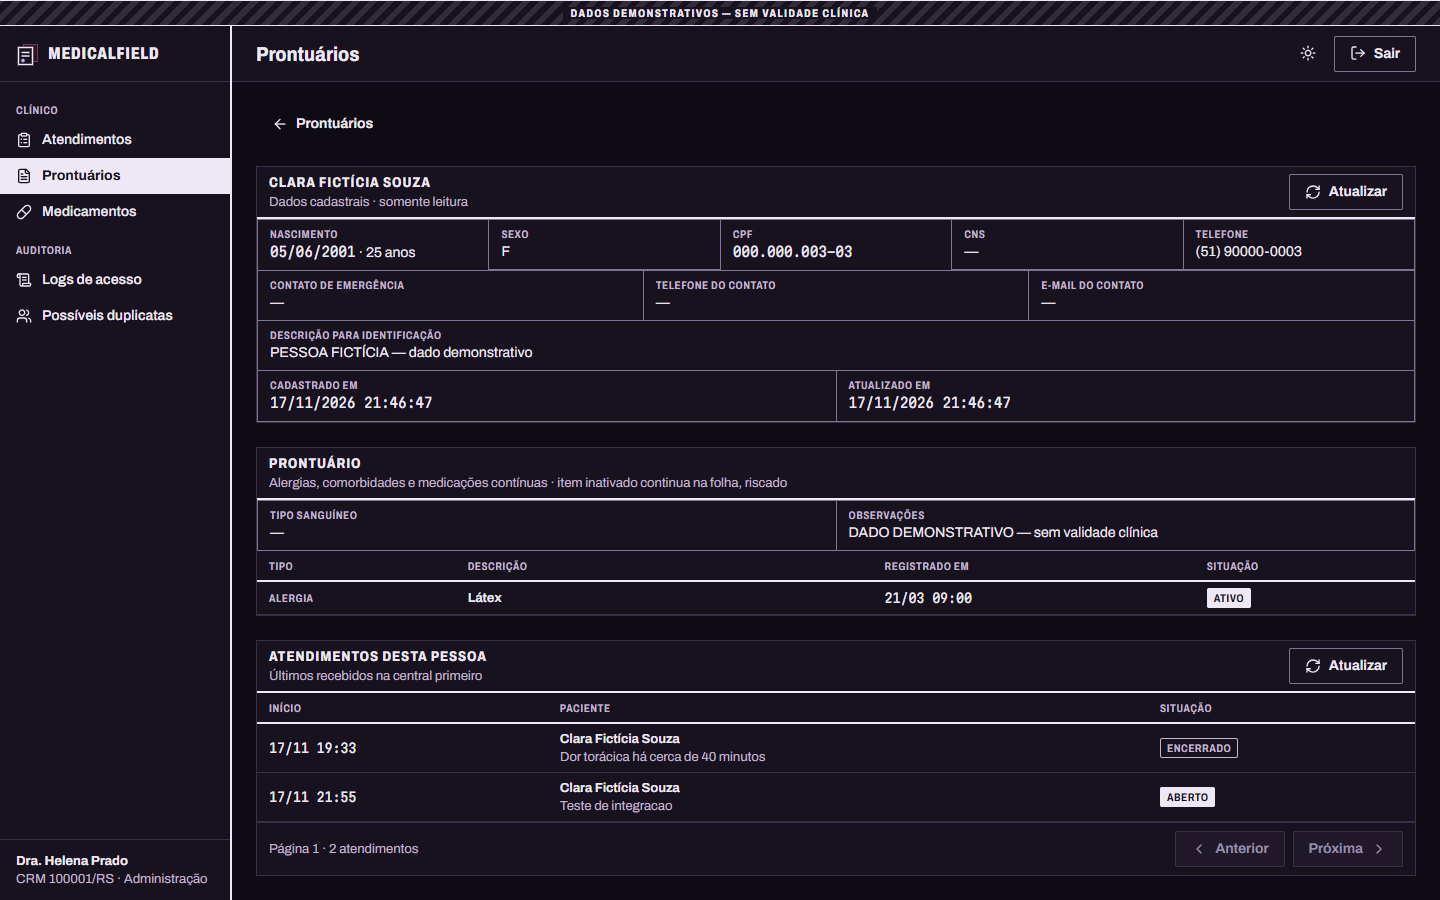 DADOS DEMONSTRATIVOS — SEM VALIDADE CLÍNICA
MEDICALFIELD
Prontuários
Sair
CLÍNICO
Atendimentos
Prontuários
Medicamentos
AUDITORIA
Logs de acesso
Possíveis duplicatas
Dra. Helena Prado
CRM 100001/RS · Administração
Prontuários
CLARA FICTÍCIA SOUZA
Dados cadastrais · somente leitura
Atualizar
NASCIMENTO
05/06/2001 · 25 anos
SEXO
F
CPF
000.000.003-03
CNS
—
TELEFONE
(51) 90000-0003
CONTATO DE EMERGÊNCIA
—
TELEFONE DO CONTATO
—
E-MAIL DO CONTATO
—
DESCRIÇÃO PARA IDENTIFICAÇÃO
PESSOA FICTÍCIA — dado demonstrativo
CADASTRADO EM
17/11/2026 21:46:47
ATUALIZADO EM
17/11/2026 21:46:47
PRONTUÁRIO
Alergias, comorbidades e medicações contínuas · item inativado continua na folha, riscado
TIPO SANGUÍNEO
—
OBSERVAÇÕES
DADO DEMONSTRATIVO — sem validade clínica
TIPO DESCRIÇÃO REGISTRADO EM SITUAÇÃO
ALERGIA Látex 21/03 09:00 ATIVO
ATENDIMENTOS DESTA PESSOA
Últimos recebidos na central primeiro
Atualizar
INÍCIO PACIENTE SITUAÇÃO
17/11 19:33 Clara Fictícia Souza ENCERRADO
Dor torácica há cerca de 40 minutos
17/11 21:55 Clara Fictícia Souza ABERTO
Teste de integracao
Página 1 · 2 atendimentos
Anterior
Próxima